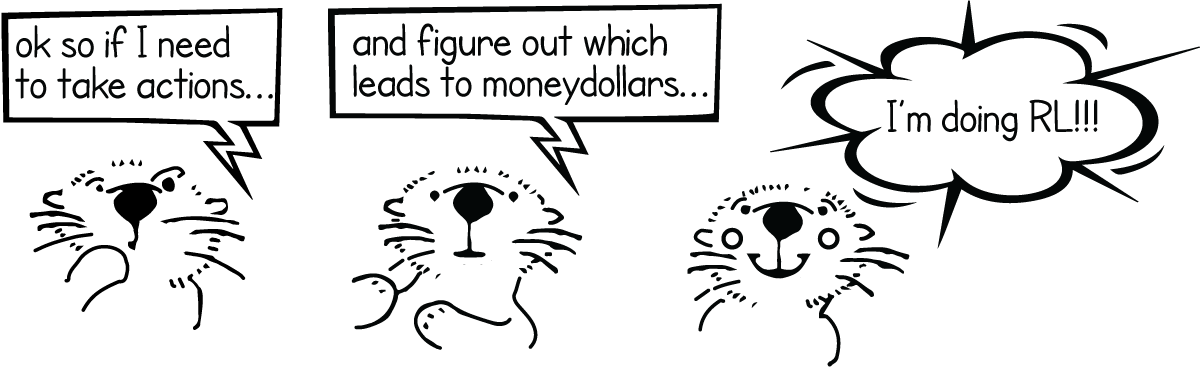 ok so if I need
to take actions...
and figure out which
leads to moneydollars...
I'm doing RL!!!